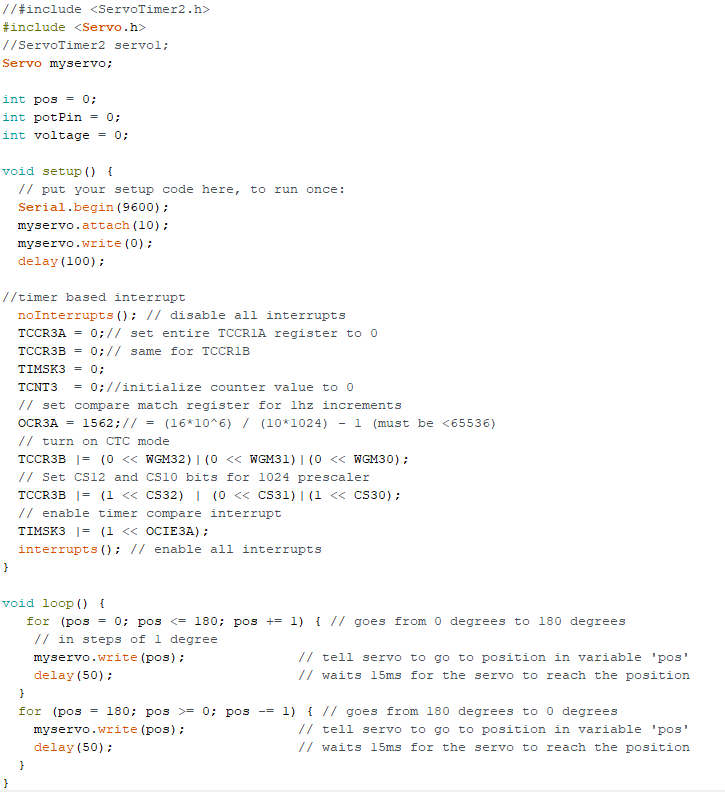 //#include <ServoTimer2.h>
#include <Servo.h>
//ServoTimer2 servo1;
Servo myservo;
int pos = 0;
int potPin = 0;
int voltage = 0;
void setup() {
// put your setup code here, to run once:
Serial.begin(9600);
myservo.attach(10);
myservo.write(0);
delay(100);
//timer based interrupt
noInterrupts(); // disable all interrupts
TCCR3A = 0;// set entire TCCR1A register to 0
TCCR3B = 0;// same for TCCR1B
TIMSK3 = 0;
TCNT3  = 0;//initialize counter value to 0
// set compare match register for 1hz increments
OCR3A = 1562;// = (16*10^6) / (10*1024) - 1 (must be <65536)
// turn on CTC mode
TCCR3B |= (0 << WGM32)|(0 << WGM31)|(0 << WGM30);
// Set CS12 and CS10 bits for 1024 prescaler
TCCR3B |= (1 << CS32) | (0 << CS31)|(1 << CS30);
// enable timer compare interrupt
TIMSK3 |= (1 << OCIE3A);
interrupts(); // enable all interrupts
}
void loop() {
for (pos = 0; pos <= 180; pos += 1) { // goes from 0 degrees to 180 degrees
// in steps of 1 degree
myservo.write(pos); // tell servo to go to position in variable 'pos'
delay(50); // waits 15ms for the servo to reach the position
}
for (pos = 180; pos >= 0; pos -= 1) { // goes from 180 degrees to 0 degrees
myservo.write(pos); // tell servo to go to position in variable 'pos'
delay(50); // waits 15ms for the servo to reach the position
}
}